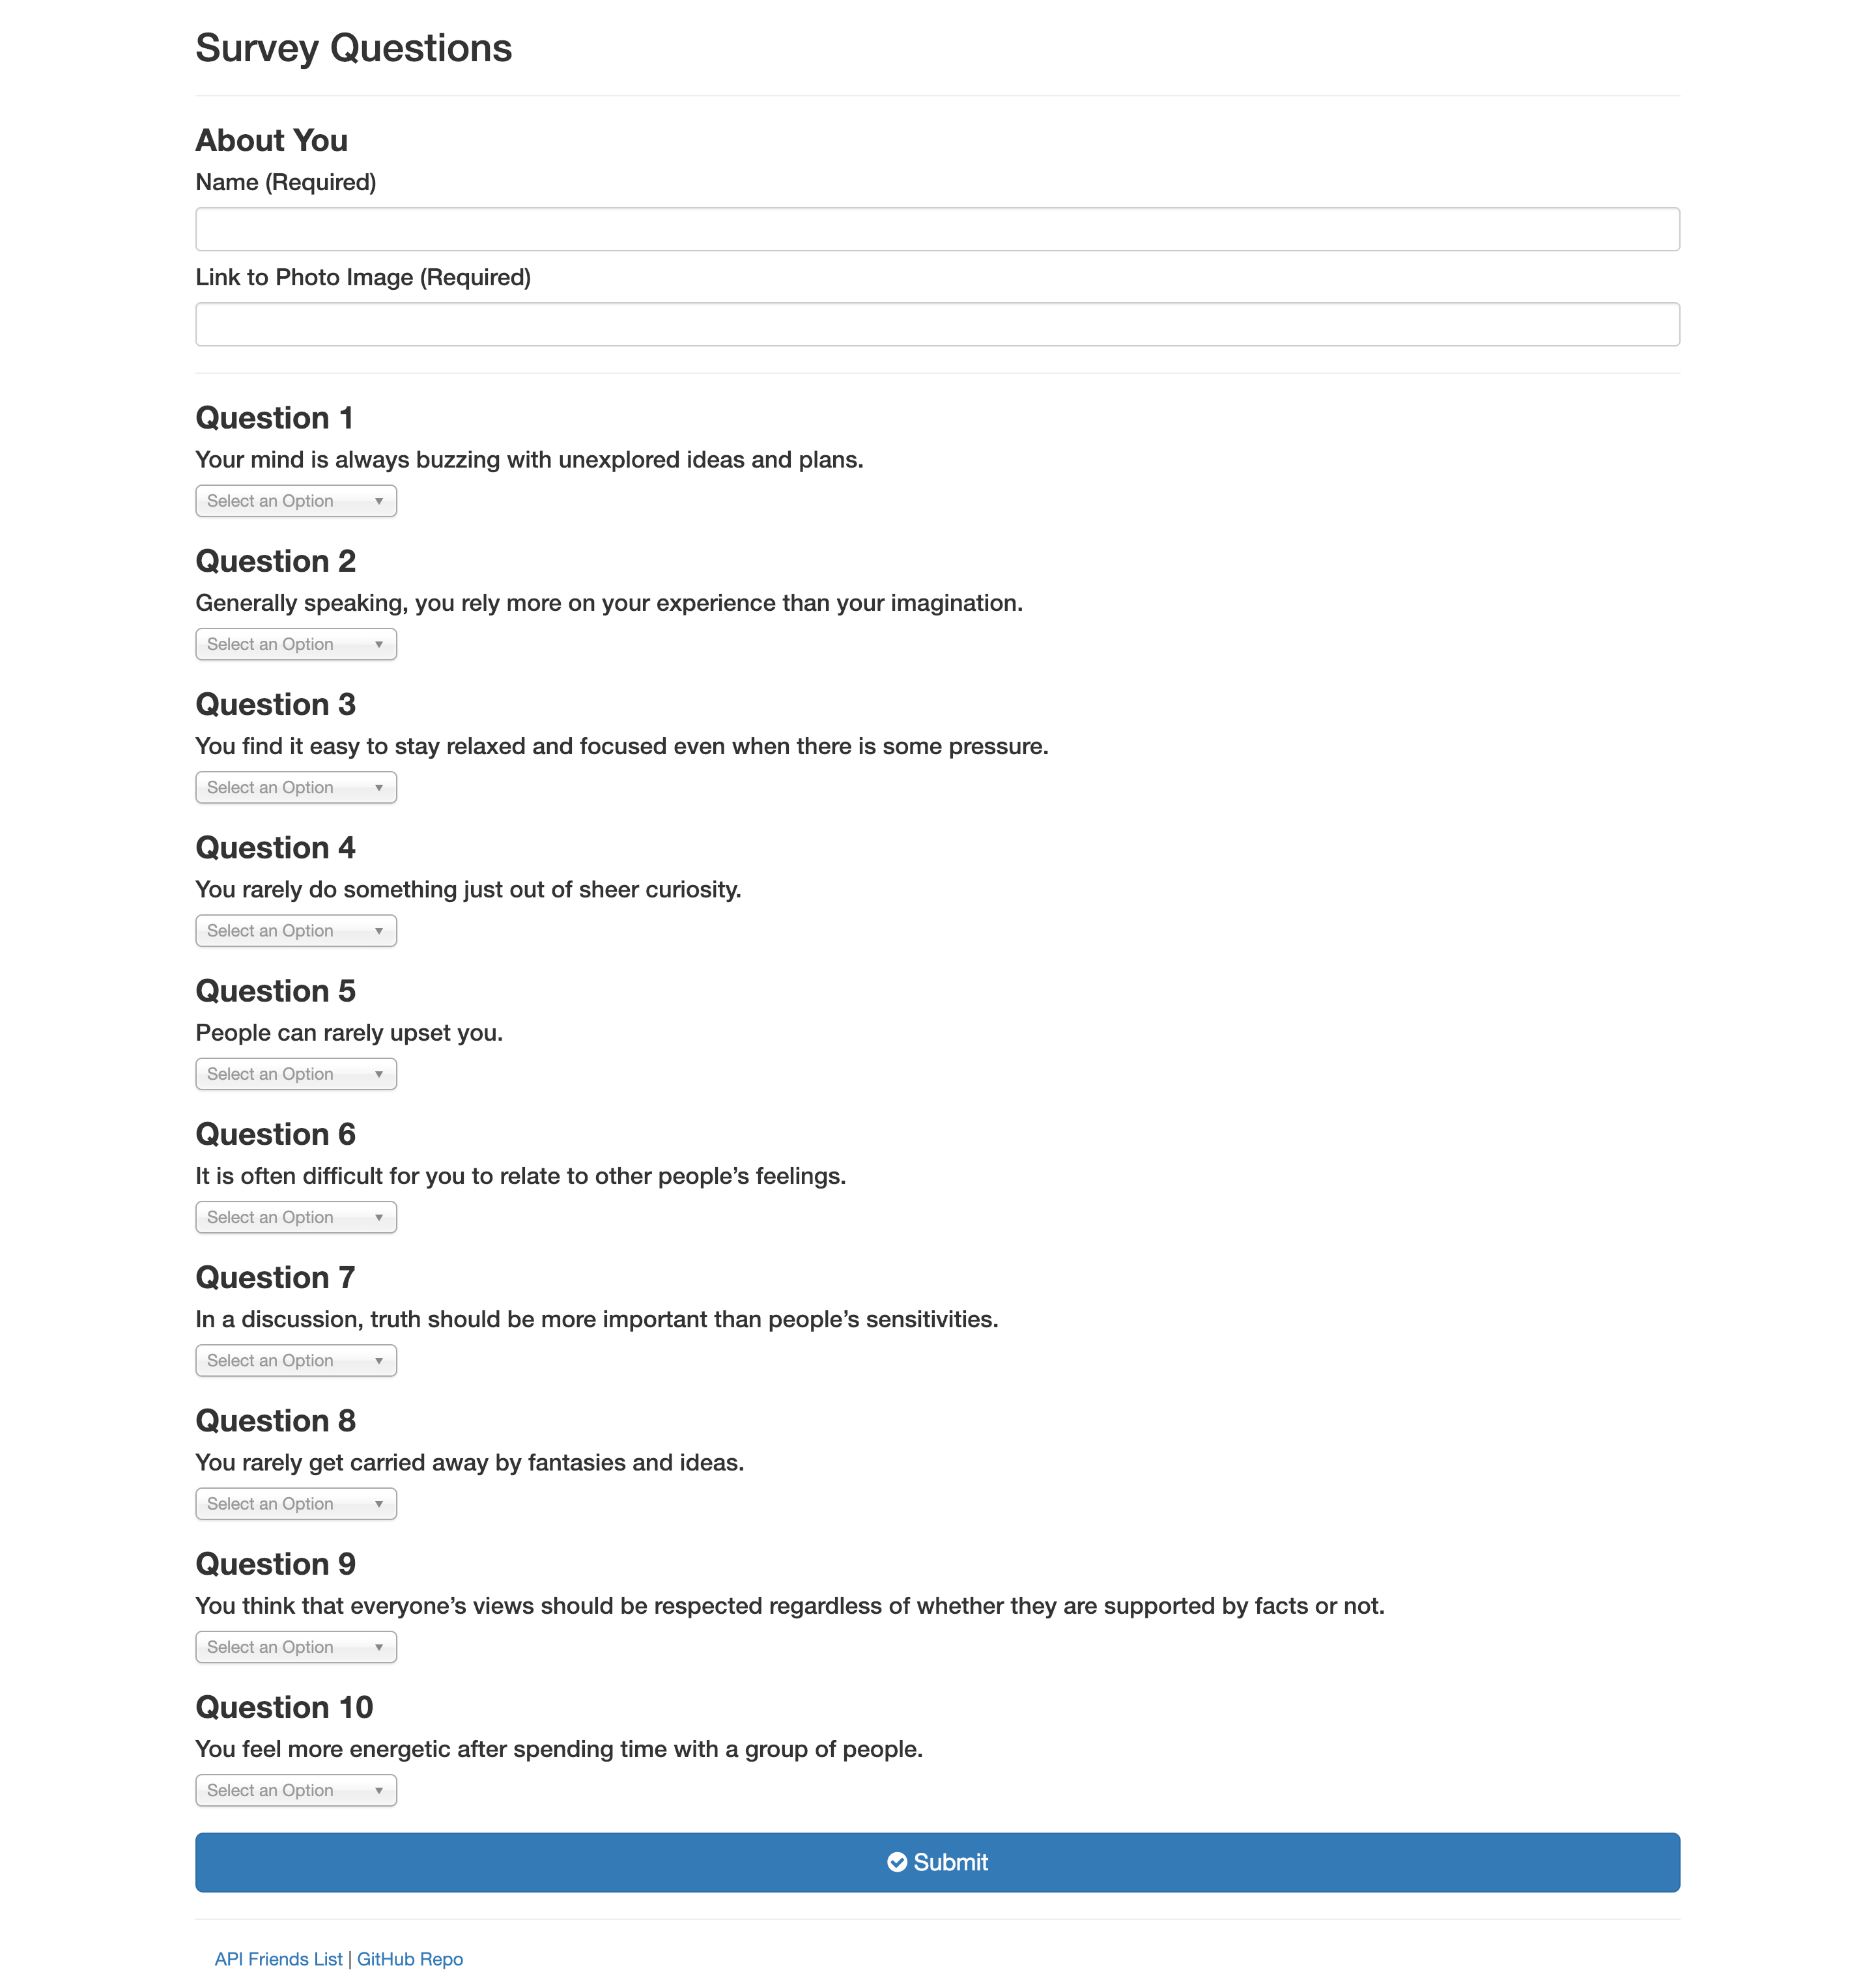 Survey Questions
About You
Name (Required)
Link to Photo Image (Required)
Question 1
Your mind is always buzzing with unexplored ideas and plans.
Select an Option
Question 2
Generally speaking, you rely more on your experience than your imagination.
Select an Option
Question 3
You find it easy to stay relaxed and focused even when there is some pressure.
Select an Option
Question 4
You rarely do something just out of sheer curiosity.
Select an Option
Question 5
People can rarely upset you.
Select an Option
Question 6
It is often difficult for you to relate to other people’s feelings.
Select an Option
Question 7
In a discussion, truth should be more important than people’s sensitivities.
Select an Option
Question 8
You rarely get carried away by fantasies and ideas.
Select an Option
Question 9
You think that everyone’s views should be respected regardless of whether they are supported by facts or not.
Select an Option
Question 10
You feel more energetic after spending time with a group of people.
Select an Option
Submit
API Friends List | GitHub Repo